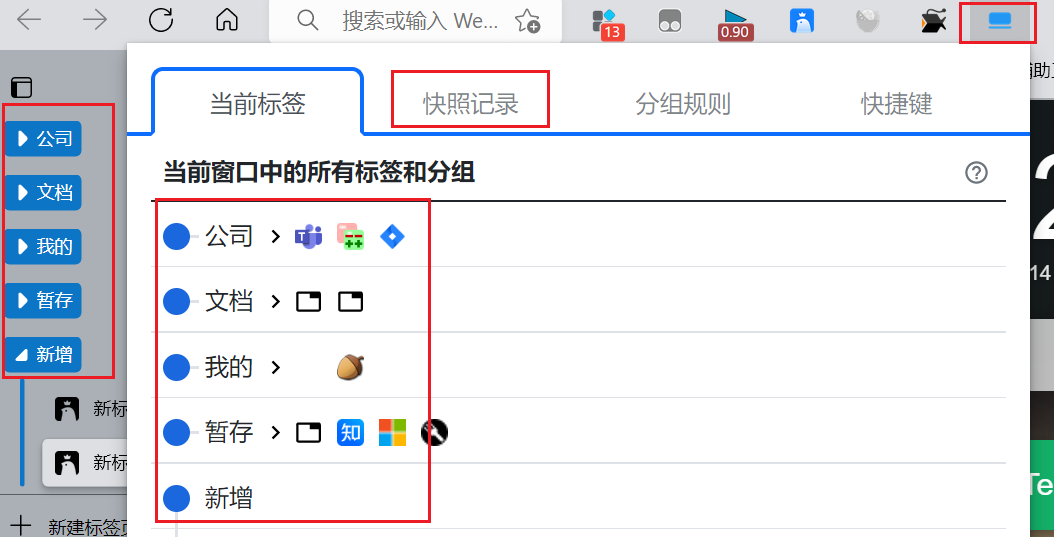 搜索或输入 We...
13
0.90
公司
文档
我的
暂存
新增
新标
新标
新建标签页
当前标签
快照记录
分组规则
快捷键
当前窗口中的所有标签和分组
公司
文档
我的
暂存
知
新增
14
Te